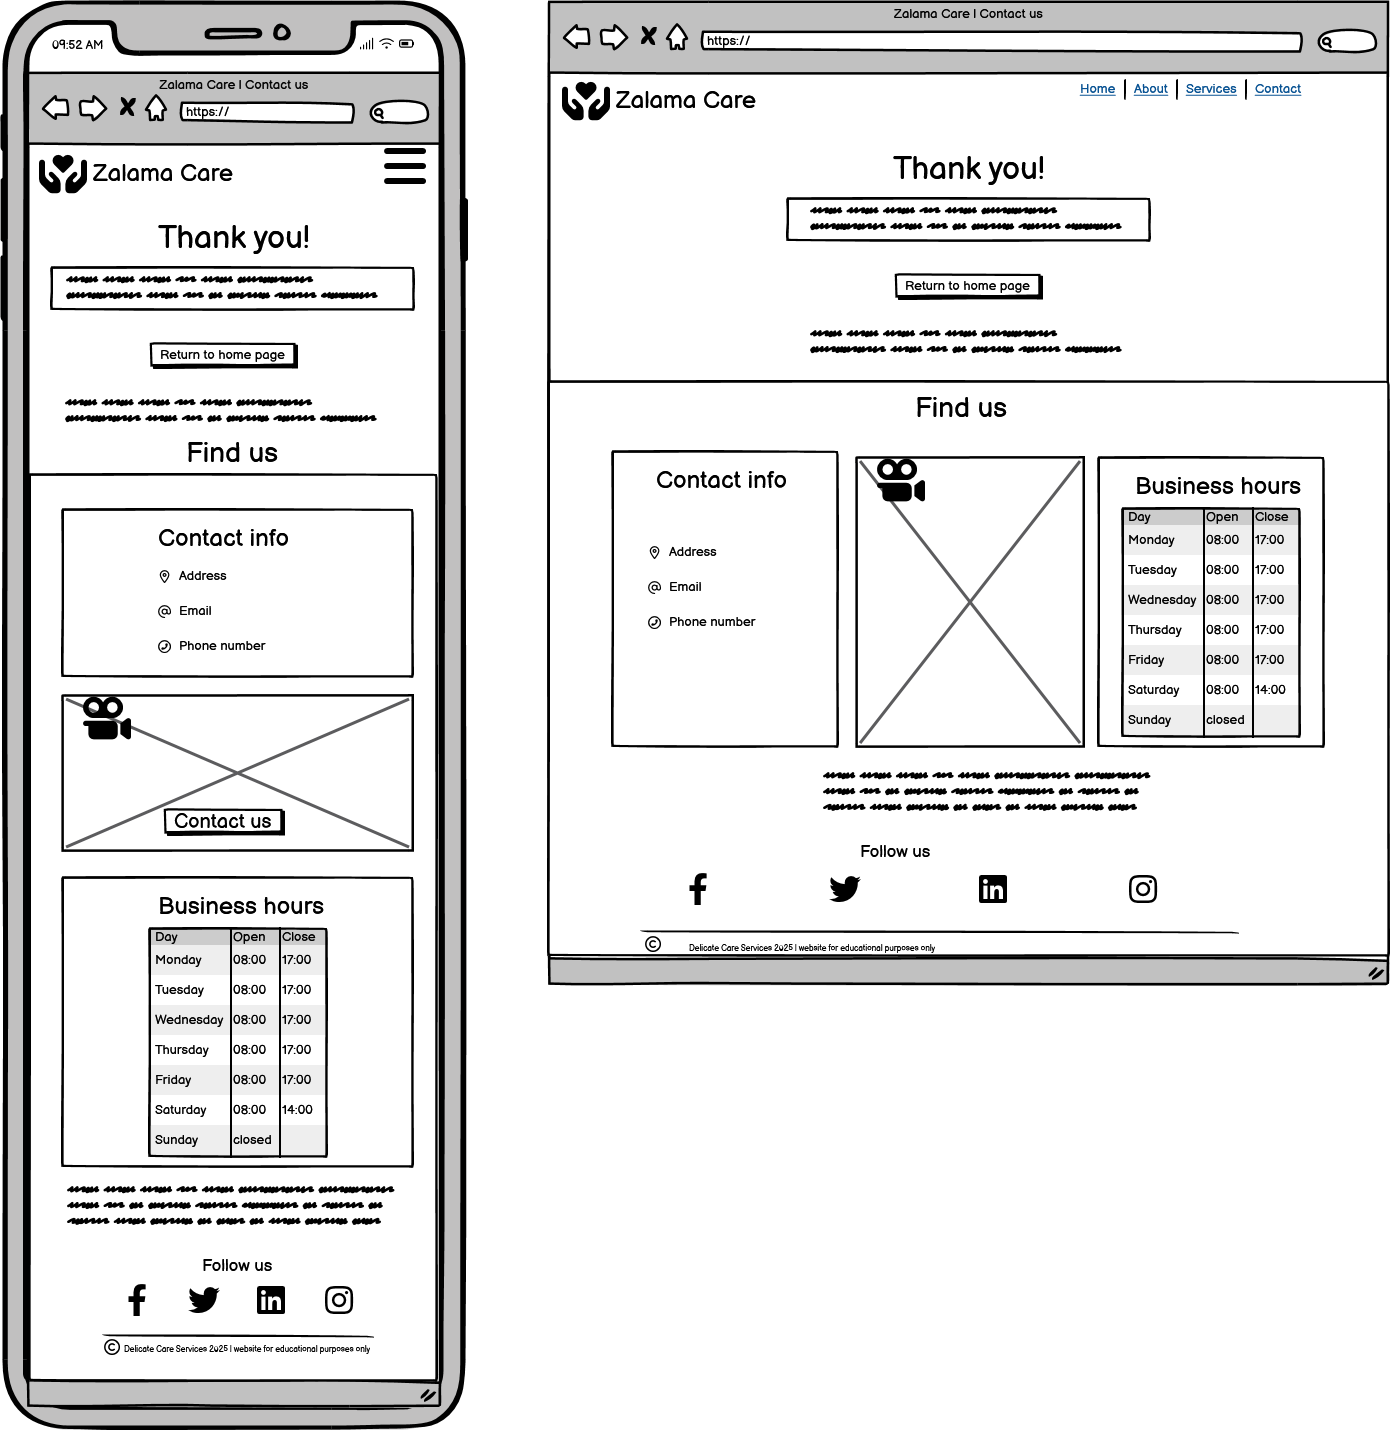 09:52 AM
Zalama Care | Contact us
https://
Zalama Care
Thank you!
Return to home page
Find us
Contact info
Address
Email
Phone number
Contact us
Business hours
Day Open Close
Monday 08:00 17:00
Tuesday 08:00 17:00
Wednesday 08:00 17:00
Thursday 08:00 17:00
Friday 08:00 17:00
Saturday 08:00 14:00
Sunday closed
Follow us
© Delicate Care Services 2025 | website for educational purposes only
Zalama Care | Contact us
https://
Zalama Care
Home About Services Contact
Thank you!
Return to home page
Find us
Contact info
Address
Email
Phone number
Business hours
Day Open Close
Monday 08:00 17:00
Tuesday 08:00 17:00
Wednesday 08:00 17:00
Thursday 08:00 17:00
Friday 08:00 17:00
Saturday 08:00 14:00
Sunday closed
Follow us
© Delicate Care Services 2025 | website for educational purposes only